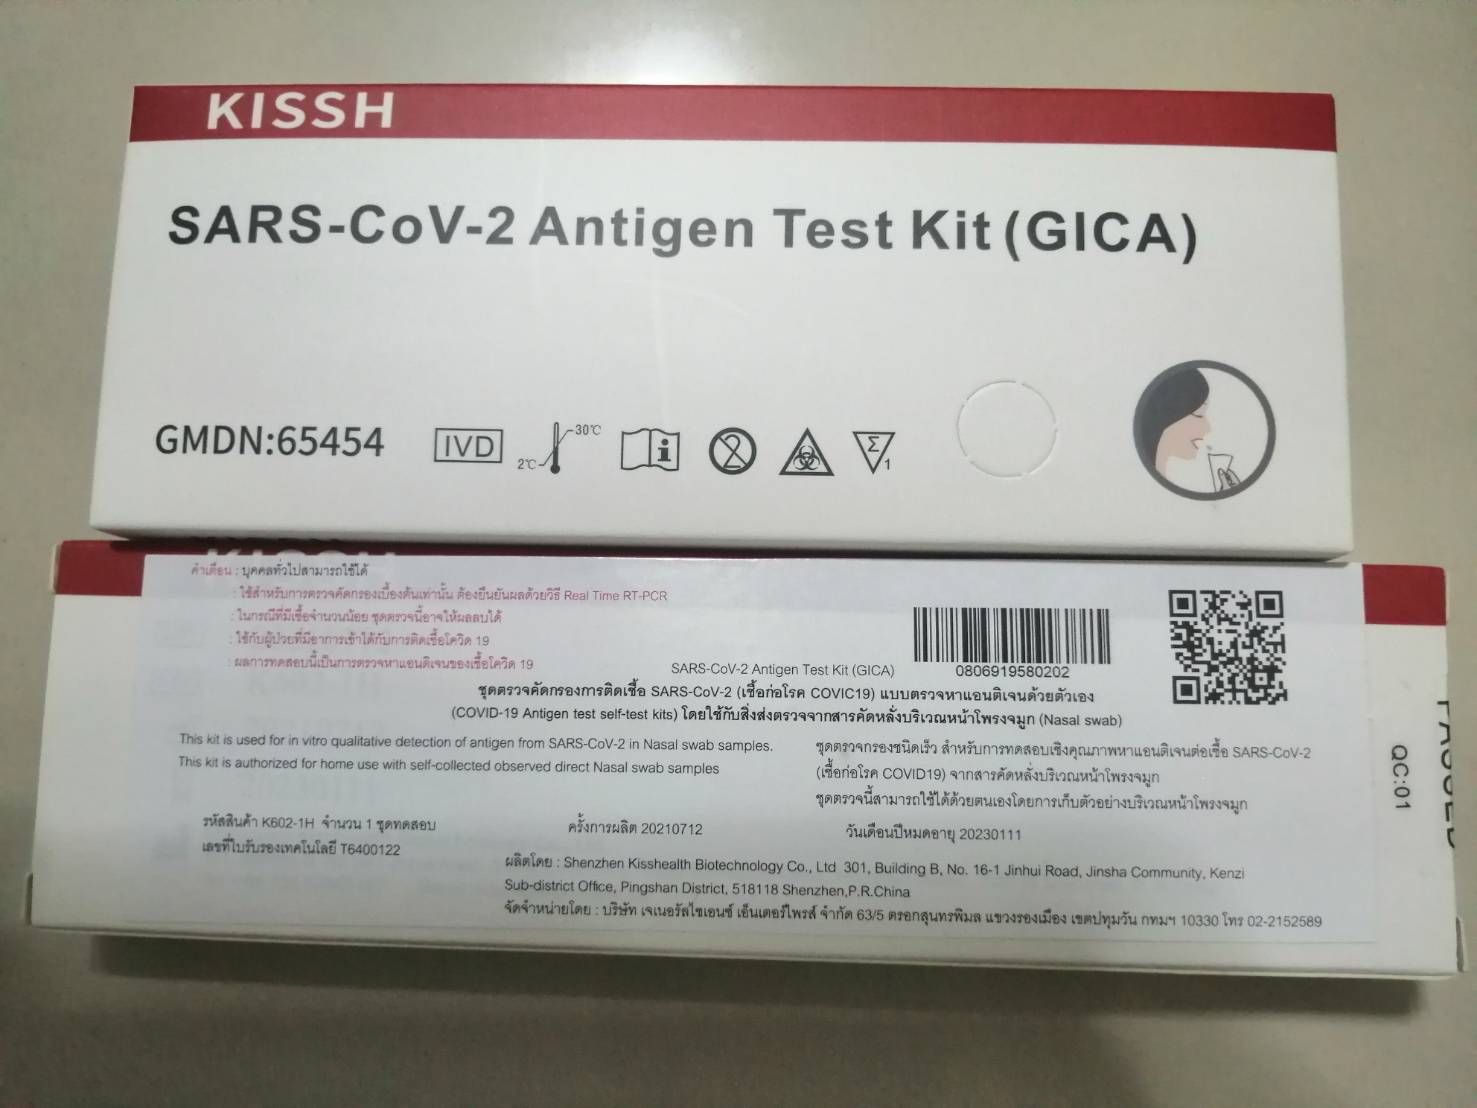 KISSH
SARS-CoV-2 Antigen Test Kit (GICA)
GMDN:65454
IVD
2℃
30℃
i
2
Σ
1
คำเตือน : บุคคลทั่วไปสามารถใช้ได้
: ใช้สำหรับการตรวจคัดกรองเบื้องต้นเท่านั้น ต้องยืนยันผลด้วยวิธี Real Time RT-PCR
: ในกรณีที่มีเชื้อจำนวนน้อย ชุดตรวจนี้อาจให้ผลลบได้
: ใช้กับผู้ป่วยที่มีอาการเข้าได้กับการติดเชื้อโควิด 19
: ผลการทดสอบนี้เป็นการตรวจหาแอนติเจนของเชื้อโควิด 19
0806919580202
SARS-CoV-2 Antigen Test Kit (GICA)
ชุดตรวจคัดกรองการติดเชื้อ SARS-CoV-2 (เชื้อก่อโรค COVIC19) แบบตรวจหาแอนติเจนด้วยตัวเอง
(COVID-19 Antigen test self-test kits) โดยใช้กับสิ่งส่งตรวจจากสารคัดหลั่งบริเวณหน้าโพรงจมูก (Nasal swab)
This kit is used for in vitro qualitative detection of antigen from SARS-CoV-2 in Nasal swab samples.
This kit is authorized for home use with self-collected observed direct Nasal swab samples
ชุดตรวจกรองชนิดเร็ว สำหรับการทดสอบเชิงคุณภาพหาแอนติเจนต่อเชื้อ SARS-CoV-2
(เชื้อก่อโรค COVID19) จากสารคัดหลั่งบริเวณหน้าโพรงจมูก
ชุดตรวจนี้สามารถใช้ได้ด้วยตนเองโดยการเก็บตัวอย่างบริเวณหน้าโพรงจมูก
รหัสสินค้า K602-1H จำนวน 1 ชุดทดสอบ
ครั้งการผลิต 20210712
วันเดือนปีหมดอายุ 20230111
เลขที่ใบรับรองเทคโนโลยี T6400122
ผลิตโดย : Shenzhen Kisshealth Biotechnology Co., Ltd 301, Building B, No. 16-1 Jinhui Road, Jinsha Community, Kenzi
Sub-district Office, Pingshan District, 518118 Shenzhen,P.R.China
จัดจำหน่ายโดย : บริษัท เจเนอรัลไซเอนซ์ เอ็นเตอร์ไพรส์ จำกัด 63/5 ตรอกสุนทรพิมล แขวงรองเมือง เขตปทุมวัน กทมฯ 10330 โทร 02-2152589
QC:01